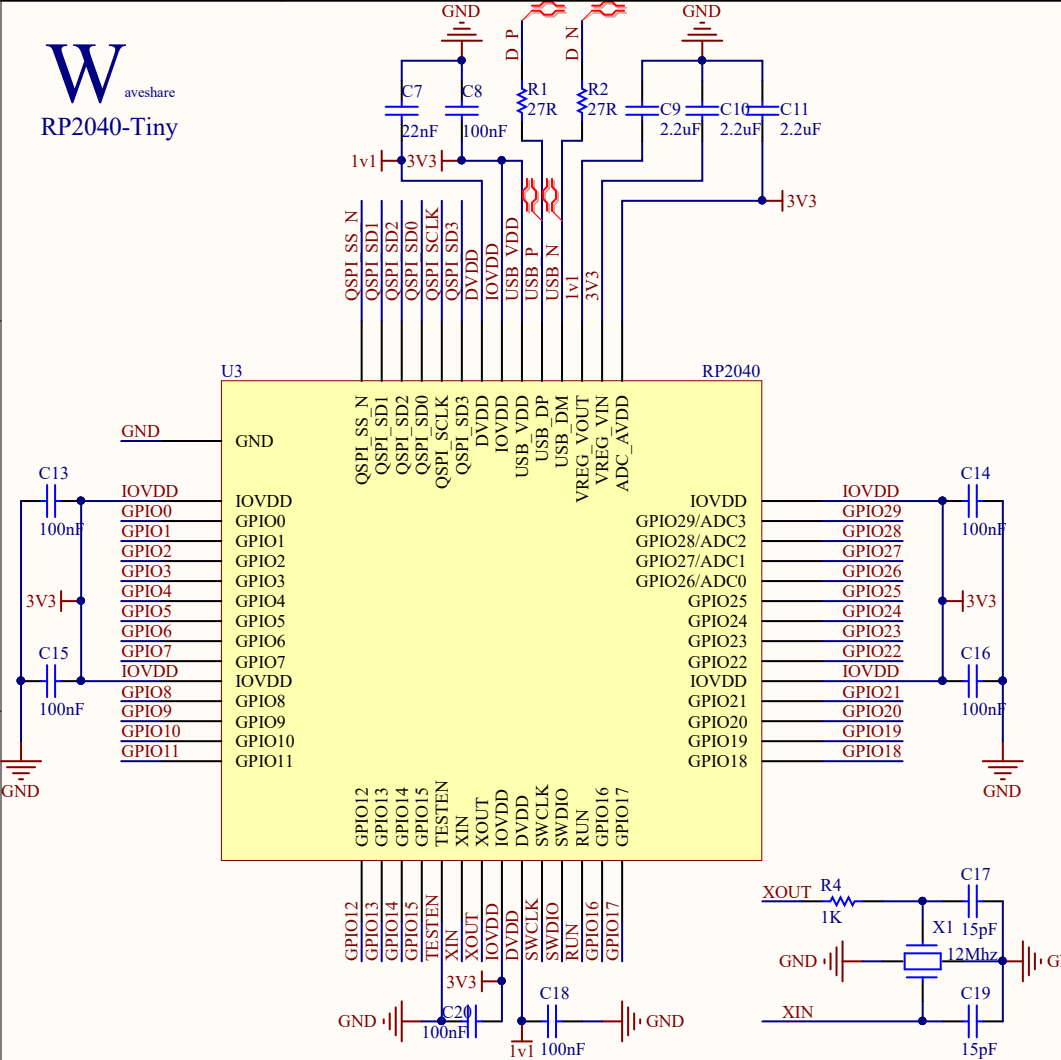 W aveshare
RP2040-Tiny
GND
GND
D_P
D_N
C7
22nF
C8
100nF
R1
27R
R2
27R
C9
2.2uF
C10
2.2uF
C11
2.2uF
1v1
3V3
3V3
QSPI_SS_N
QSPI_SD1
QSPI_SD2
QSPI_SD0
QSPI_SCLK
QSPI_SD3
DVDD
IOVDD
USB_VDD
USB_P
USB_N
1v1
3V3
U3
RP2040
QSPI_SS_N
QSPI_SD1
QSPI_SD2
QSPI_SD0
QSPI_SCLK
QSPI_SD3
DVDD
IOVDD
USB_VDD
USB_DP
USB_DM
VREG_VOUT
VREG_VIN
ADC_AVDD
GND
GND
C13
100nF
IOVDD
GPIO0
GPIO1
GPIO2
GPIO3
GPIO4
GPIO5
GPIO6
GPIO7
IOVDD
GPIO8
GPIO9
GPIO10
GPIO11
3V3
C15
100nF
GND
IOVDD
GPIO0
GPIO1
GPIO2
GPIO3
GPIO4
GPIO5
GPIO6
GPIO7
IOVDD
GPIO8
GPIO9
GPIO10
GPIO11
IOVDD
GPIO29/ADC3
GPIO28/ADC2
GPIO27/ADC1
GPIO26/ADC0
GPIO25
GPIO24
GPIO23
GPIO22
IOVDD
GPIO21
GPIO20
GPIO19
GPIO18
IOVDD
GPIO29
GPIO28
GPIO27
GPIO26
GPIO25
GPIO24
GPIO23
GPIO22
IOVDD
GPIO21
GPIO20
GPIO19
GPIO18
C14
100nF
3V3
C16
100nF
GND
GPIO12
GPIO13
GPIO14
GPIO15
TESTEN
XIN
XOUT
IOVDD
DVDD
SWCLK
SWDIO
RUN
GPIO16
GPIO17
GPIO12
GPIO13
GPIO14
GPIO15
TESTEN
XIN
XOUT
IOVDD
DVDD
SWCLK
SWDIO
RUN
GPIO16
GPIO17
3V3
GND
C20
100nF
C18
100nF
1v1
GND
XOUT
R4
1K
C17
15pF
X1
12Mhz
GND
XIN
C19
15pF